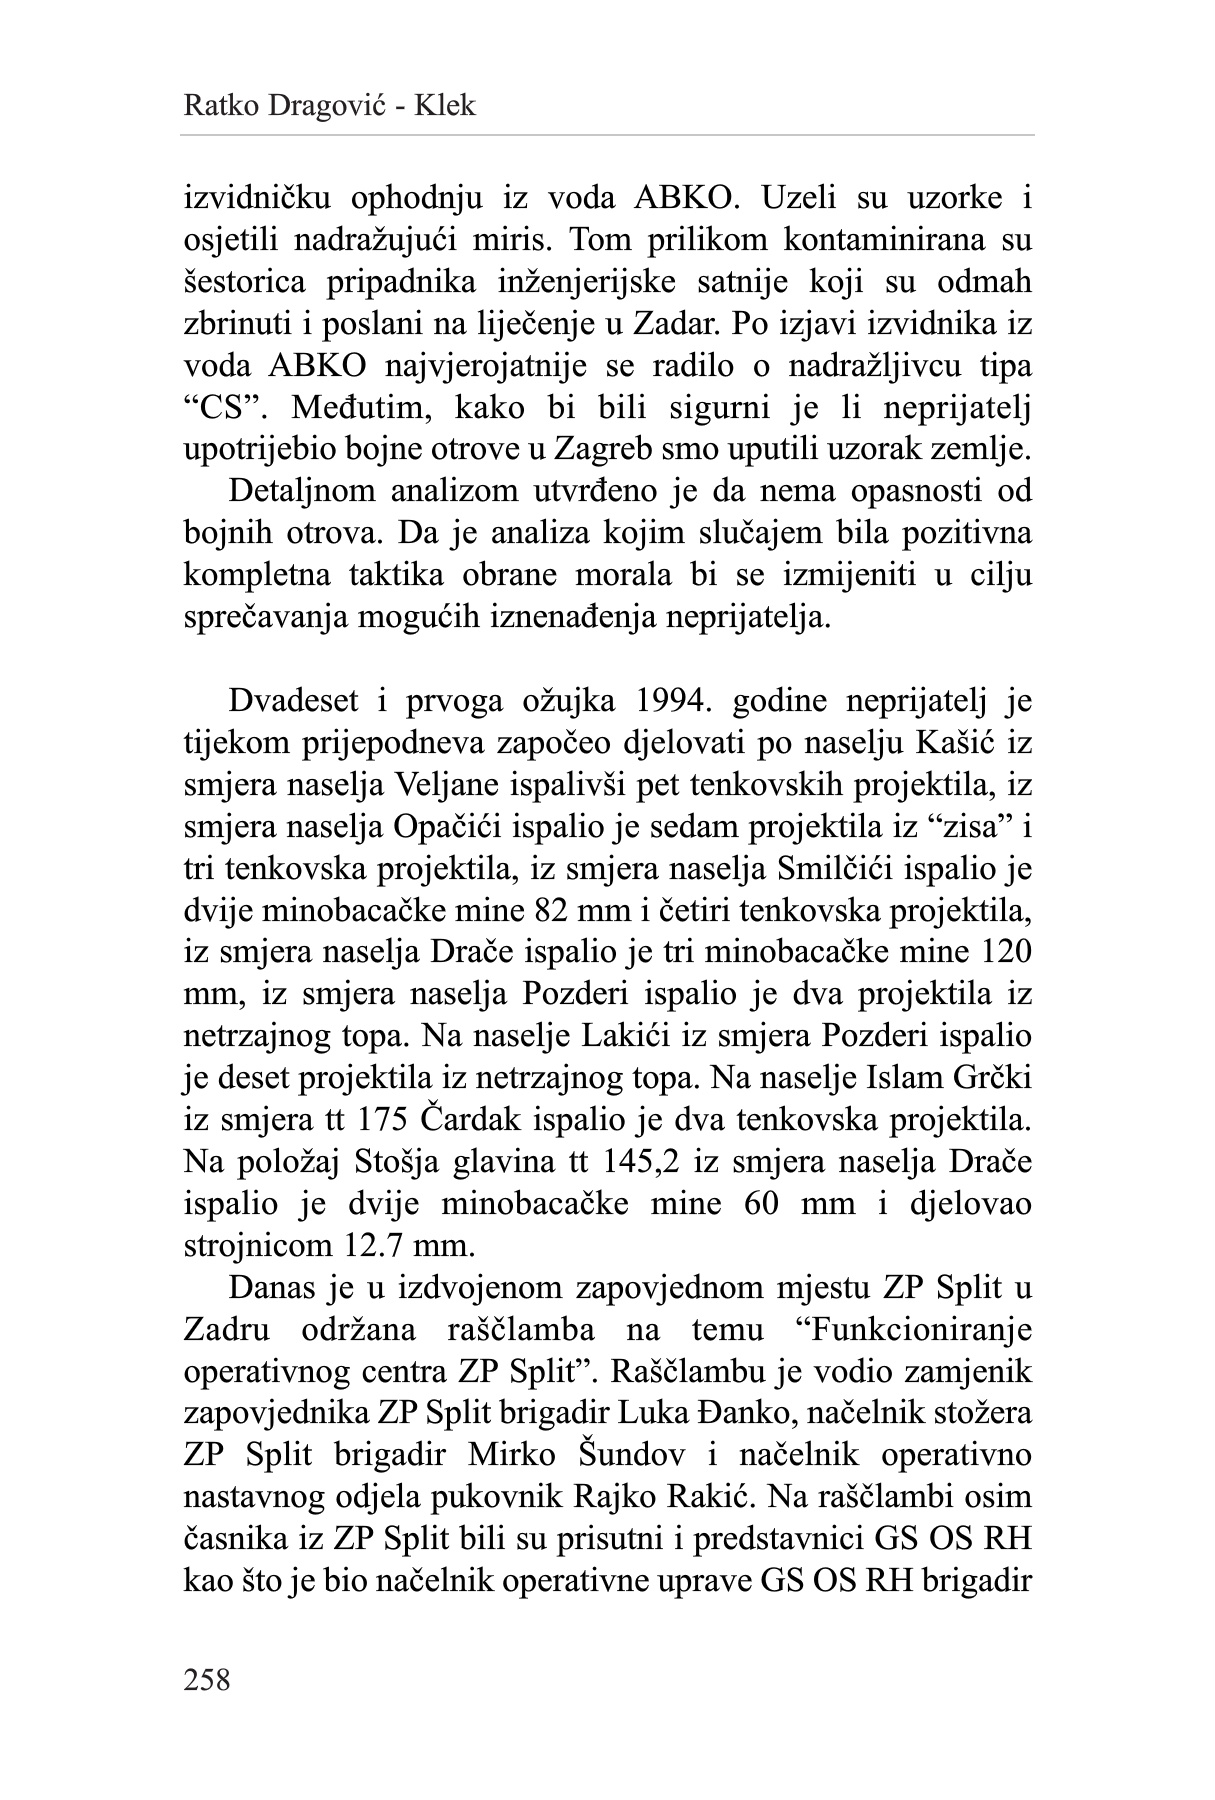 Ratko Dragović - Klek
izvidničku ophodnju iz voda ABKO. Uzeli su uzorke i
osjetili nadražujući miris. Tom prilikom kontaminirana su
šestorica pripadnika inženjerijske satnije koji su odmah
zbrinuti i poslani na liječenje u Zadar. Po izjavi izvidnika iz
voda ABKO najvjerojatnije se radilo o nadražljivcu tipa
“CS”. Međutim, kako bi bili sigurni je li neprijatelj
upotrijebio bojne otrove u Zagreb smo uputili uzorak zemlje.
Detaljnom analizom utvrđeno je da nema opasnosti od
bojnih otrova. Da je analiza kojim slučajem bila pozitivna
kompletna taktika obrane morala bi se izmijeniti u cilju
sprečavanja mogućih iznenađenja neprijatelja.
Dvadeset i prvoga ožujka 1994. godine neprijatelj je
tijekom prijepodneva započeo djelovati po naselju Kašić iz
smjera naselja Veljane ispalivši pet tenkovskih projektila, iz
smjera naselja Opačići ispalio je sedam projektila iz “zisa” i
tri tenkovska projektila, iz smjera naselja Smilčići ispalio je
dvije minobacačke mine 82 mm i četiri tenkovska projektila,
iz smjera naselja Drače ispalio je tri minobacačke mine 120
mm, iz smjera naselja Pozderi ispalio je dva projektila iz
netrzajnog topa. Na naselje Lakići iz smjera Pozderi ispalio
je deset projektila iz netrzajnog topa. Na naselje Islam Grčki
iz smjera tt 175 Čardak ispalio je dva tenkovska projektila.
Na položaj Stošja glavina tt 145,2 iz smjera naselja Drače
ispalio je dvije minobacačke mine 60 mm i djelovao
strojnicom 12.7 mm.
Danas je u izdvojenom zapovjednom mjestu ZP Split u
Zadru održana raščlamba na temu “Funkcioniranje
operativnog centra ZP Split”. Raščlambu je vodio zamjenik
zapovjednika ZP Split brigadir Luka Đanko, načelnik stožera
ZP Split brigadir Mirko Šundov i načelnik operativno
nastavnog odjela pukovnik Rajko Rakić. Na raščlambi osim
časnika iz ZP Split bili su prisutni i predstavnici GS OS RH
kao što je bio načelnik operativne uprave GS OS RH brigadir
258